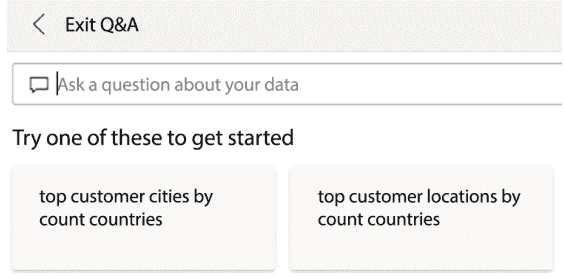 Exit Q&A
Ask a question about your data
Try one of these to get started
top customer cities by
count countries
top customer locations by
count countries